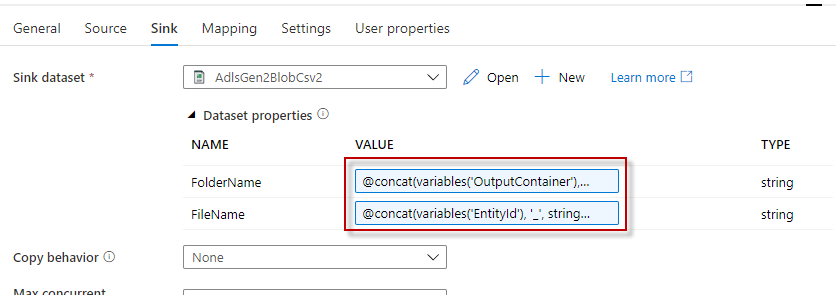 General Source Sink Mapping Settings User properties
Sink dataset * AdlsGen2BlobCsv2 Open New Learn more
Dataset properties
NAME VALUE TYPE
FolderName @concat(variables('OutputContainer'),... string
FileName @concat(variables('EntityId'), '_', string... string
Copy behavior None
Max concurrent